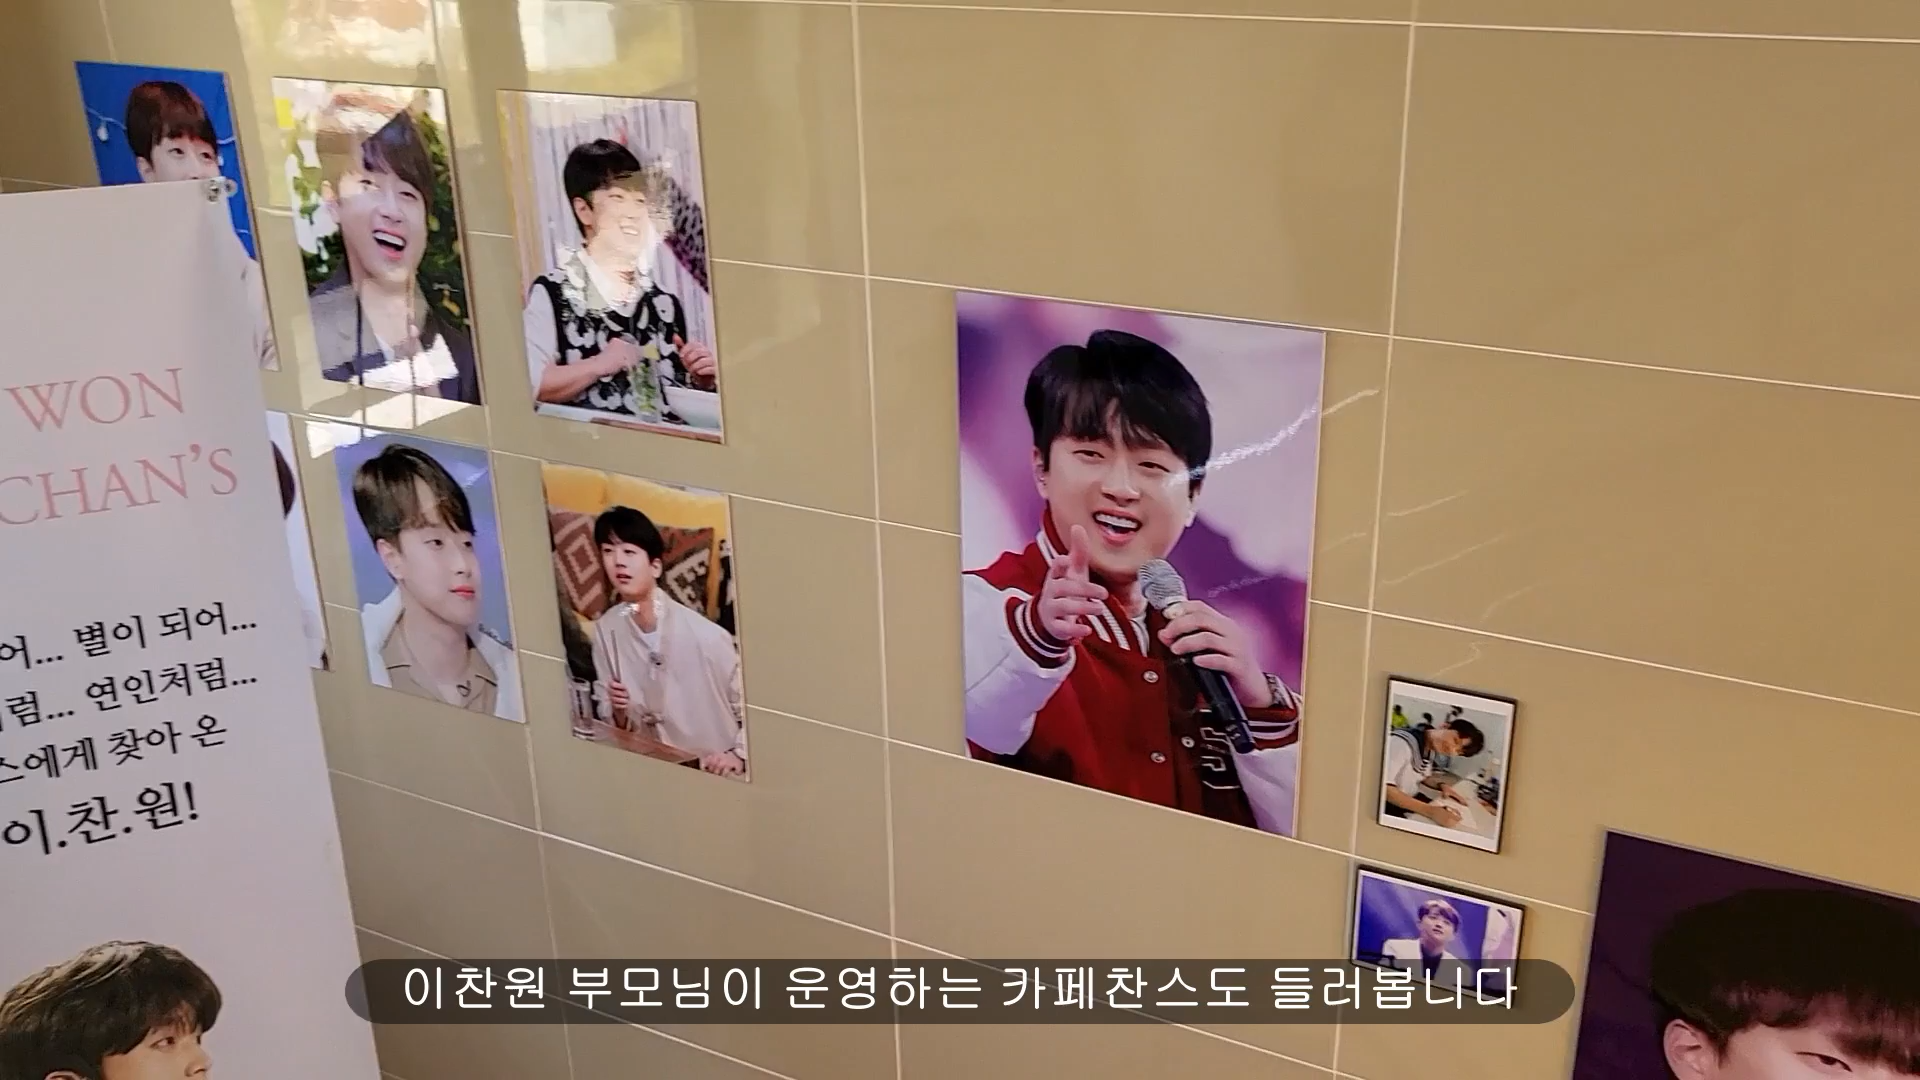 WON
CHAN'S
어... 별이 되어...
럼... 연인처럼...
스에게 찾아 온
이.찬.원!
이찬원 부모님이 운영하는 카페찬스도 들러봅니다